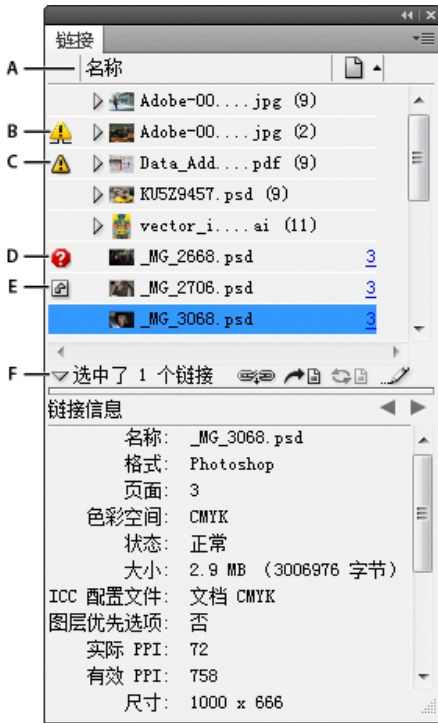 链接
A 名称
Adobe-00....jpg (9)
B Adobe-00....jpg (2)
C Data_Add....pdf (9)
KU5Z9457.psd (9)
vector_i....ai (11)
D _MG_2668.psd 3
E _MG_2706.psd 3
_MG_3068.psd 3
F 选中了 1 个链接
链接信息
名称: _MG_3068.psd
格式: Photoshop
页面: 3
色彩空间: CMYK
状态: 正常
大小: 2.9 MB (3006976 字节)
ICC 配置文件: 文档 CMYK
图层优先选项: 否
实际 PPI: 72
有效 PPI: 758
尺寸: 1000 x 666